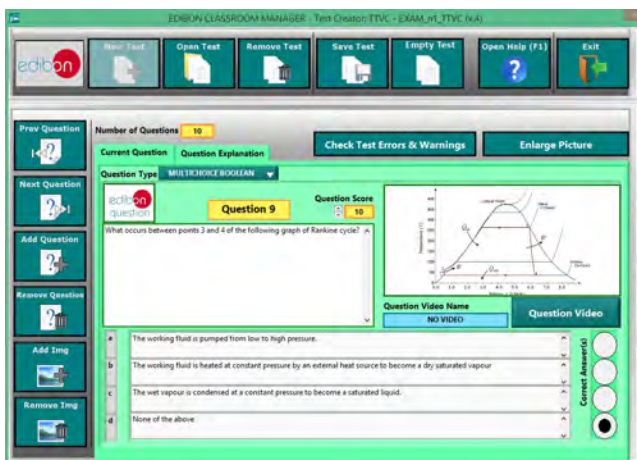 EDIBON CLASSROOM MANAGER - Test Creator: TTVC - EXAM_n1_TTVC (v.4)
edibon
New Test
Open Test
Remove Test
Save Test
Empty Test
Open Help (F1)
Exit
Prev Question
Number of Questions 10
Check Test Errors & Warnings
Enlarge Picture
Current Question
Question Explanation
Question Type MULTICHOICE BOOLEAN
Next Question
edibon question
Question 9
Question Score
10
What occurs between points 3 and 4 of the following graph of Rankine cycle?
Add Question
Remove Question
Question Video Name
NO VIDEO
Question Video
Add Img
a The working fluid is pumped from low to high pressure.
b The working fluid is heated at constant pressure by an external heat source to become a dry saturated vapour
c The wet vapour is condensed at a constant pressure to become a saturated liquid.
d None of the above
Correct Answer(s)
Remove Img